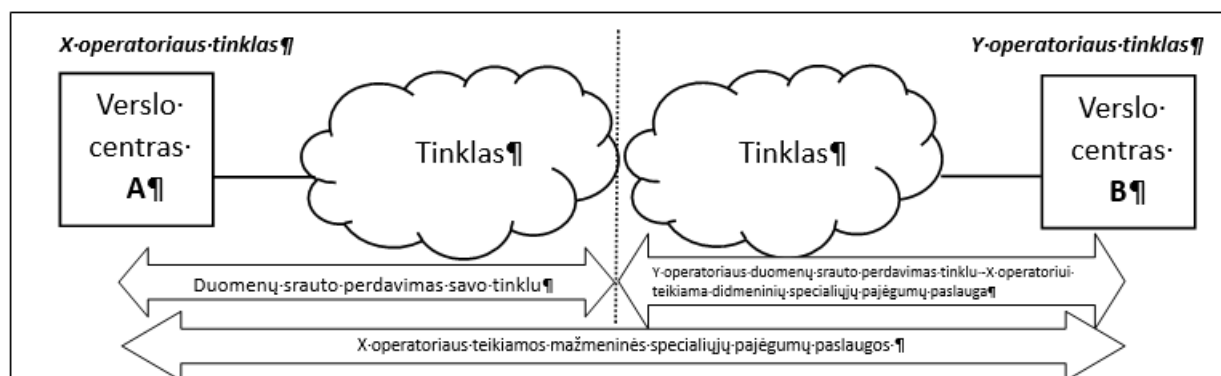 X·operatoriaus·tinklas¶
Y·operatoriaus·tinklas¶
Verslo·
centras·
A¶
Tinklas¶
Tinklas¶
Verslo·
centras·
B¶
Duomenų·srauto·perdavimas·savo·tinklu¶
Y·operatoriaus·duomenų·srauto·perdavimas·tinklu–X·operatoriui·
teikiama·didmeninių·specialiųjų·pajėgumų·paslauga¶
X·operatoriaus·teikiamos·mažmeninės·specialiųjų·pajėgumų·paslaugos·¶